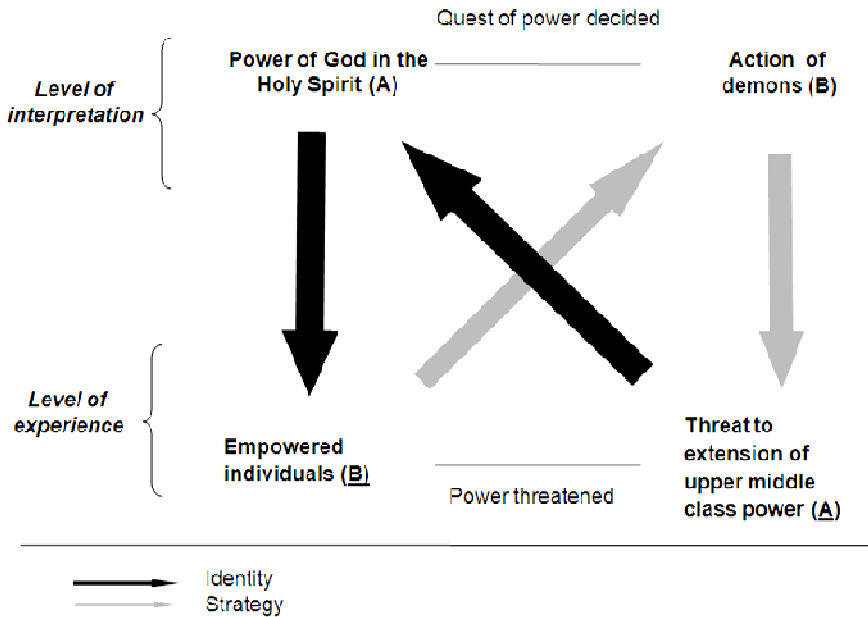 Quest of power decided
Power of God in the
Holy Spirit (A)
Action of
demons (B)
Level of
interpretation
Level of
experience
Empowered
individuals (B)
Power threatened
Threat to
extension of
upper middle
class power (A)
Identity
Strategy